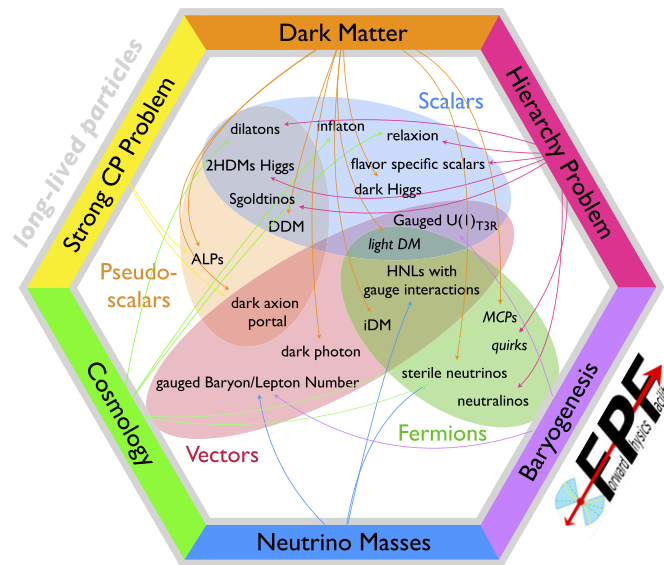 Dark Matter
long-lived particles
Strong CP Problem
Hierarchy Problem
Scalars
dilatons
inflaton
relaxion
2HDMs Higgs
flavor specific scalars
dark Higgs
Sgoldtinos
DDM
Gauged U(1)T3R
light DM
ALPs
HNLs with
gauge interactions
Pseudo-
scalars
dark axion
portal
iDM
MCPs
quirks
dark photon
sterile neutrinos
gauged Baryon/Lepton Number
neutralinos
Fermions
Vectors
Cosmology
Baryogenesis
Neutrino Masses
FPF
Forward Physics